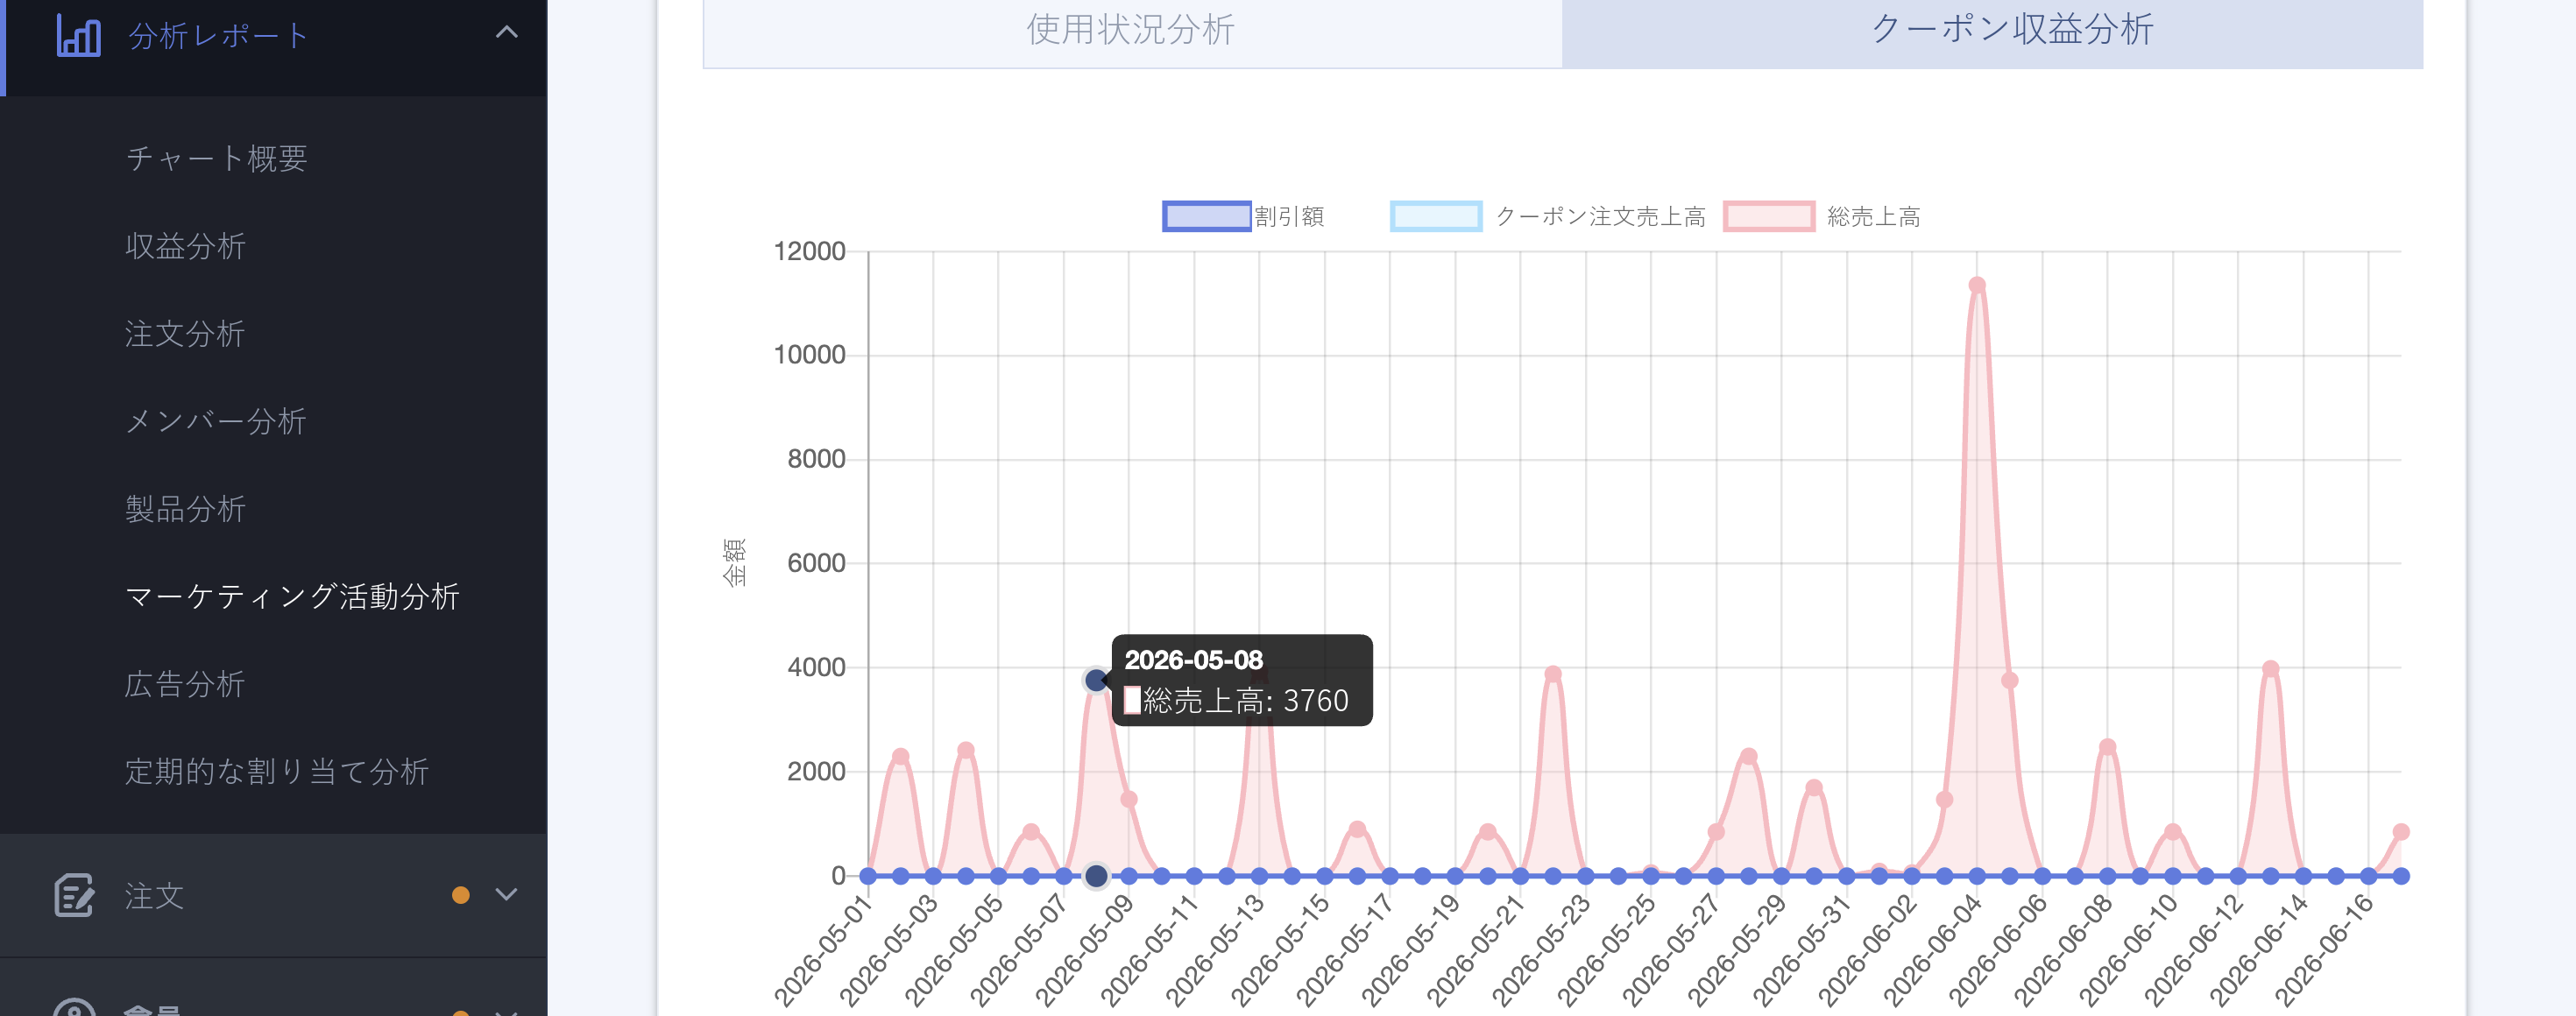 分析レポート
チャート概要
収益分析
注文分析
メンバー分析
製品分析
マーケティング活動分析
広告分析
定期的な割り当て分析
注文
会員
使用状況分析
クーポン収益分析
割引額
クーポン注文売上高
総売上高
金額
12000
10000
8000
6000
4000
2000
0
2026-05-08
総売上高: 3760
2026-05-01
2026-05-03
2026-05-05
2026-05-07
2026-05-09
2026-05-11
2026-05-13
2026-05-15
2026-05-17
2026-05-19
2026-05-21
2026-05-23
2026-05-25
2026-05-27
2026-05-29
2026-05-31
2026-06-02
2026-06-04
2026-06-06
2026-06-08
2026-06-10
2026-06-12
2026-06-14
2026-06-16